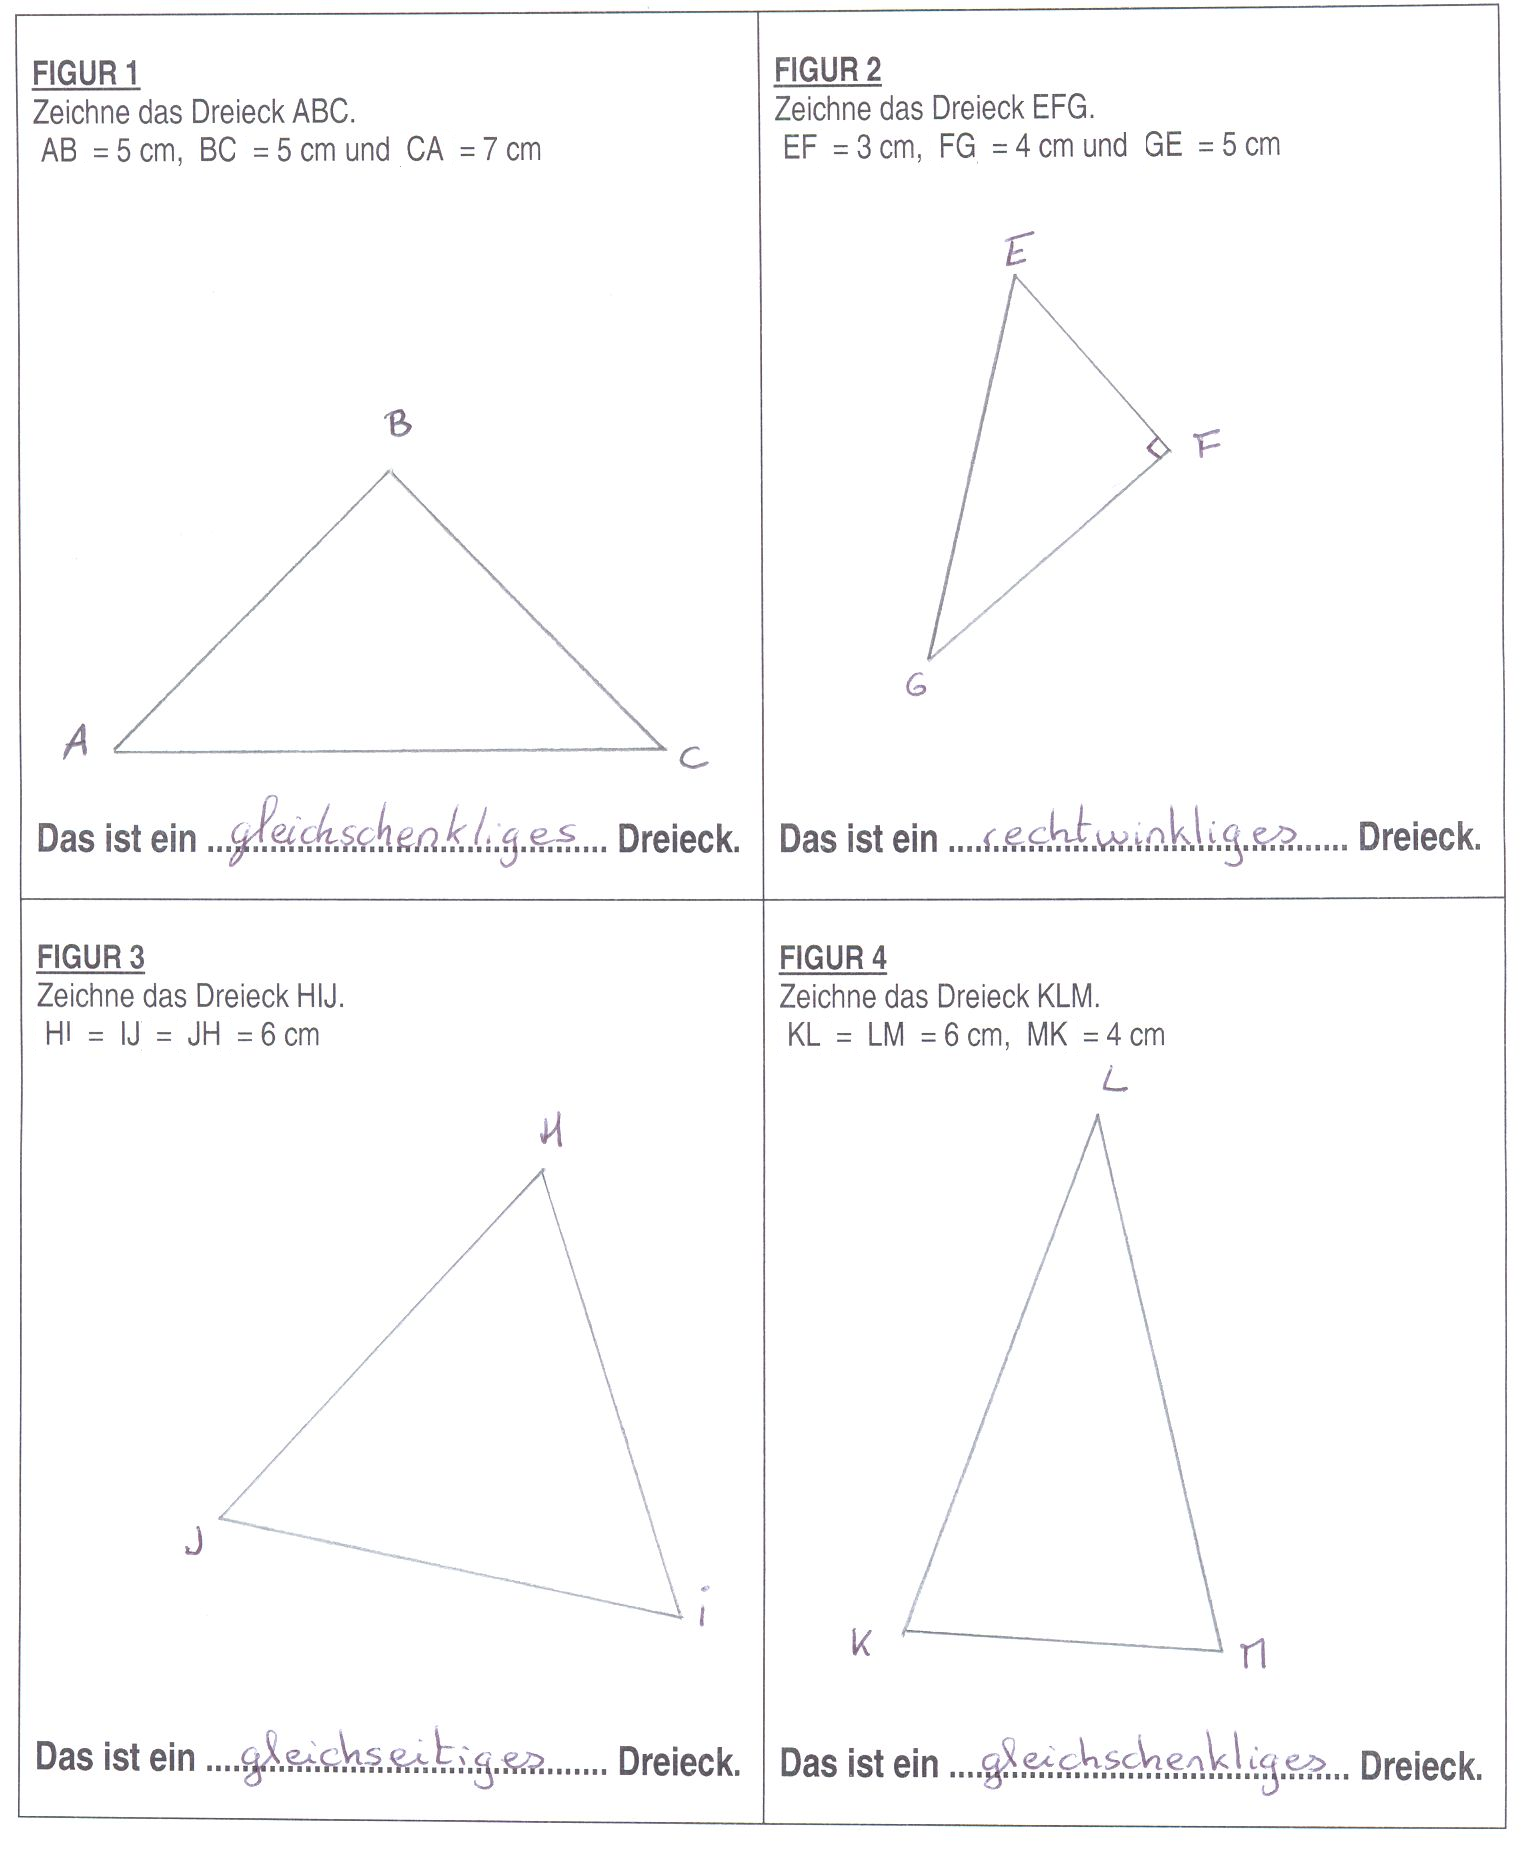 FIGUR 1
Zeichne das Dreieck ABC.
AB = 5 cm, BC = 5 cm und CA = 7 cm
B
A
C
Das ist ein gleichschenkliges Dreieck.
FIGUR 2
Zeichne das Dreieck EFG.
EF = 3 cm, FG = 4 cm und GE = 5 cm
E
F
G
Das ist ein rechtwinkliges Dreieck.
FIGUR 3
Zeichne das Dreieck HIJ.
HI = IJ = JH = 6 cm
H
J
i
Das ist ein gleichseitiges Dreieck.
FIGUR 4
Zeichne das Dreieck KLM.
KL = LM = 6 cm, MK = 4 cm
L
K
M
Das ist ein gleichschenkliges Dreieck.